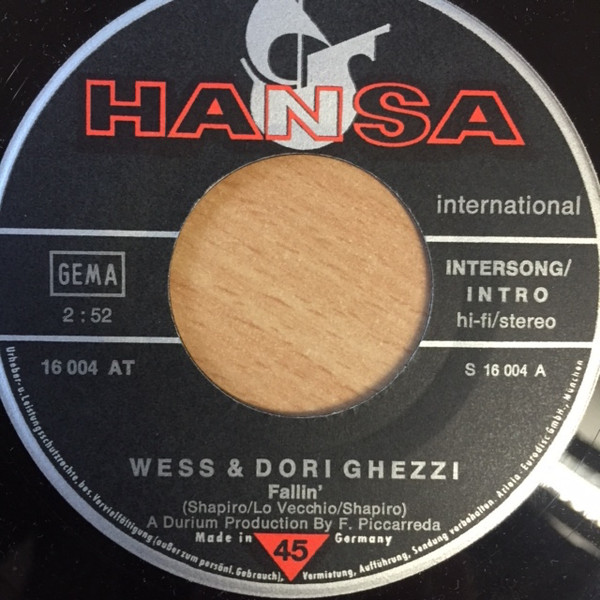 HANSA
international
GEMA
2:52
INTERSONG/
INTRO
hi-fi/stereo
16 004 AT
S 16 004 A
WESS & DORI GHEZZI
Fallin'
(Shapiro/Lo Vecchio/Shapiro)
A Durium Production By F. Piccarreda
Made in Germany
45
Urheber-u.Leistungsschutzrechte, bes. Vervielfältigung (außer zum persönl. Gebrauch), Vermietung, Aufführung, Sendung vorbehalten. Ariola Eurodisc GmbH., München